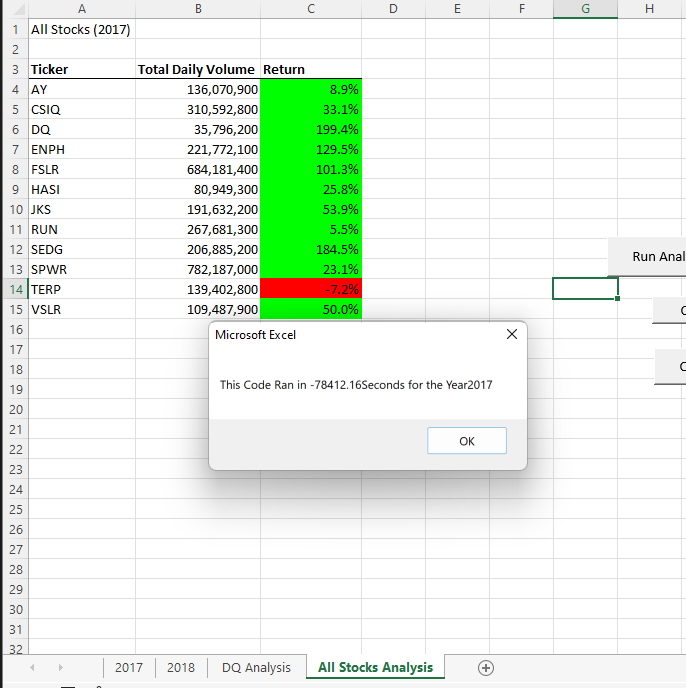 A B C D E F G H
1 All Stocks (2017)
2
3 Ticker Total Daily Volume Return
4 AY 136,070,900 8.9%
5 CSIQ 310,592,800 33.1%
6 DQ 35,796,200 199.4%
7 ENPH 221,772,100 129.5%
8 FSLR 684,181,400 101.3%
9 HASI 80,949,300 25.8%
10 JKS 191,632,200 53.9%
11 RUN 267,681,300 5.5%
12 SEDG 206,885,200 184.5%
Run Anal
13 SPWR 782,187,000 23.1%
14 TERP 139,402,800 -7.2%
15 VSLR 109,487,900 50.0%
16
Microsoft Excel
17
18
19
This Code Ran in -78412.16Seconds for the Year2017
20
21
22
OK
23
24
25
26
27
28
29
30
31
32
2017 2018 DQ Analysis All Stocks Analysis